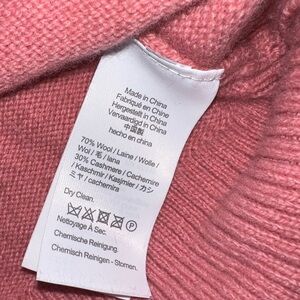 Made in China
Fabriqué en Chine
Hergestellt in China
Vervaardigd in China
中国製
hecho en china
70% Wool / Laine / Wolle /
Wol / 毛 / lana
30% Cashmere / Cachemire
/ Kaschmir / Kasjmier / カシ
ミヤ / cachemira
Dry Clean.
P
Nettoyage À Sec.
Chemische Reinigung.
Chemisch Reinigen - Stomen.